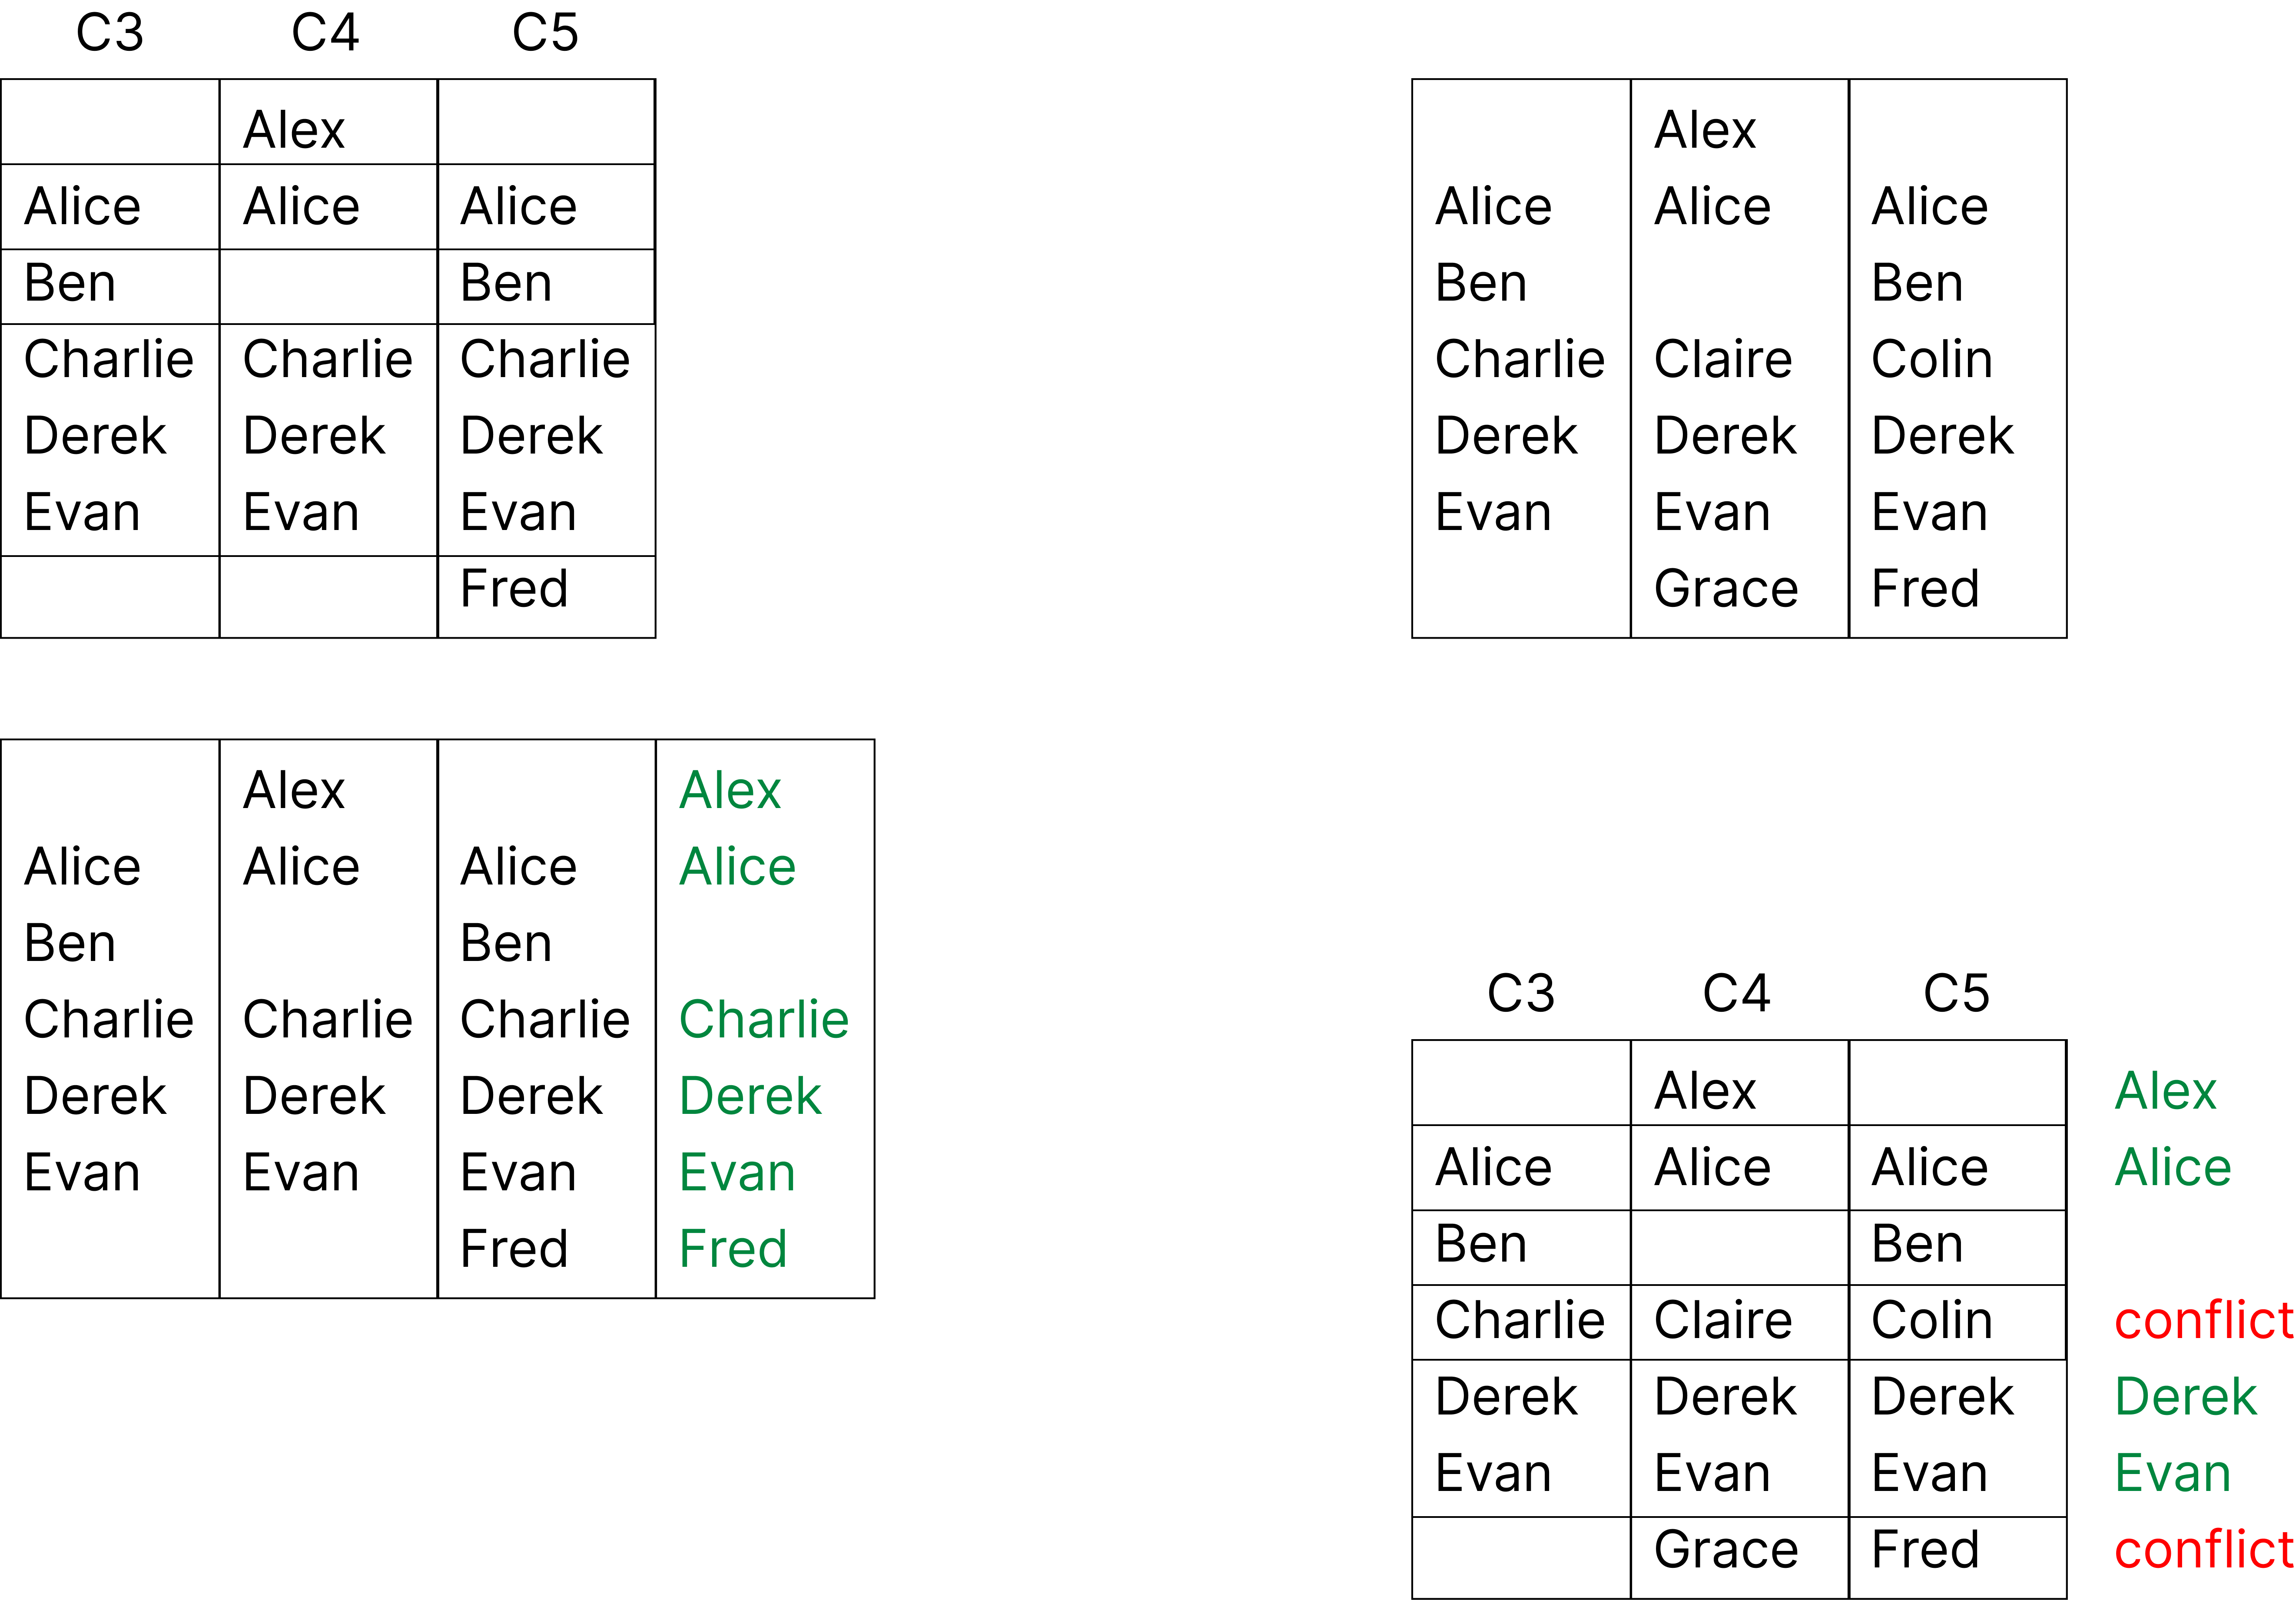 C3 C4 C5
Alex
Alice Alice Alice
Ben Ben
Charlie Charlie Charlie
Derek Derek Derek
Evan Evan Evan
Fred
Alex
Alice Alice Alice
Ben Ben
Charlie Claire Colin
Derek Derek Derek
Evan Evan Evan
Grace Fred
Alex Alex
Alice Alice Alice Alice
Ben Ben
Charlie Charlie Charlie Charlie
Derek Derek Derek Derek
Evan Evan Evan Evan
Fred Fred
C3 C4 C5
Alex Alex
Alice Alice Alice Alice
Ben Ben
Charlie Claire Colin conflict
Derek Derek Derek Derek
Evan Evan Evan Evan
Grace Fred conflict